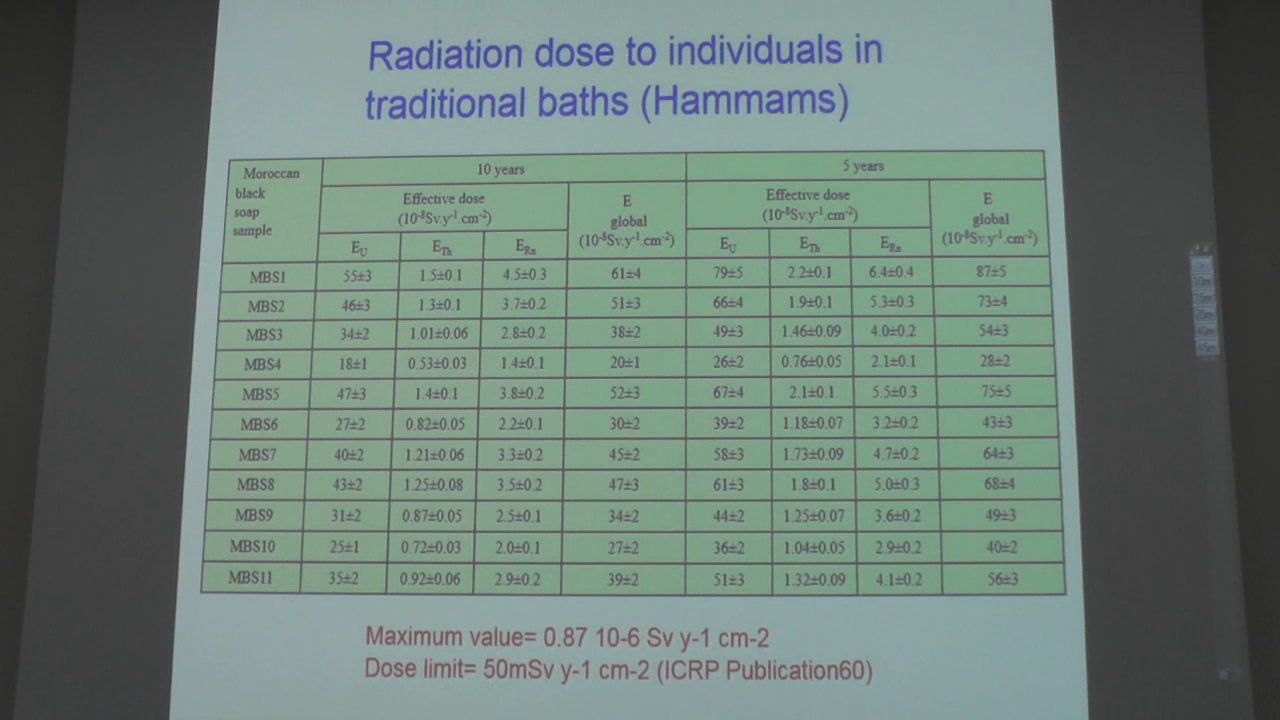 Radiation dose to individuals in
traditional baths (Hammams)
Moroccan
black
soap
sample
10 years
5 years
Effective dose
(10⁻⁸Sv.y⁻¹.cm⁻²)
E
global
(10⁻⁸Sv.y⁻¹.cm⁻²)
Effective dose
(10⁻⁸Sv.y⁻¹.cm⁻²)
E
global
(10⁻⁸Sv.y⁻¹.cm⁻²)
E_U E_Th E_Rn E_U E_Th E_Rn
MBS1 55±3 1.5±0.1 4.5±0.3 61±4 79±5 2.2±0.1 6.4±0.4 87±5
MBS2 46±3 1.3±0.1 3.7±0.2 51±3 66±4 1.9±0.1 5.3±0.3 73±4
MBS3 34±2 1.01±0.06 2.8±0.2 38±2 49±3 1.46±0.09 4.0±0.2 54±3
MBS4 18±1 0.53±0.03 1.4±0.1 20±1 26±2 0.76±0.05 2.1±0.1 28±2
MBS5 47±3 1.4±0.1 3.8±0.2 52±3 67±4 2.1±0.1 5.5±0.3 75±5
MBS6 27±2 0.82±0.05 2.2±0.1 30±2 39±2 1.18±0.07 3.2±0.2 43±3
MBS7 40±2 1.21±0.06 3.3±0.2 45±2 58±3 1.73±0.09 4.7±0.2 64±3
MBS8 43±2 1.25±0.08 3.5±0.2 47±3 61±3 1.8±0.1 5.0±0.3 68±4
MBS9 31±2 0.87±0.05 2.5±0.1 34±2 44±2 1.25±0.07 3.6±0.2 49±3
MBS10 25±1 0.72±0.03 2.0±0.1 27±2 36±2 1.04±0.05 2.9±0.2 40±2
MBS11 35±2 0.92±0.06 2.9±0.2 39±2 51±3 1.32±0.09 4.1±0.2 56±3
Maximum value= 0.87 10-6 Sv y-1 cm-2
Dose limit= 50mSv y-1 cm-2 (ICRP Publication60)